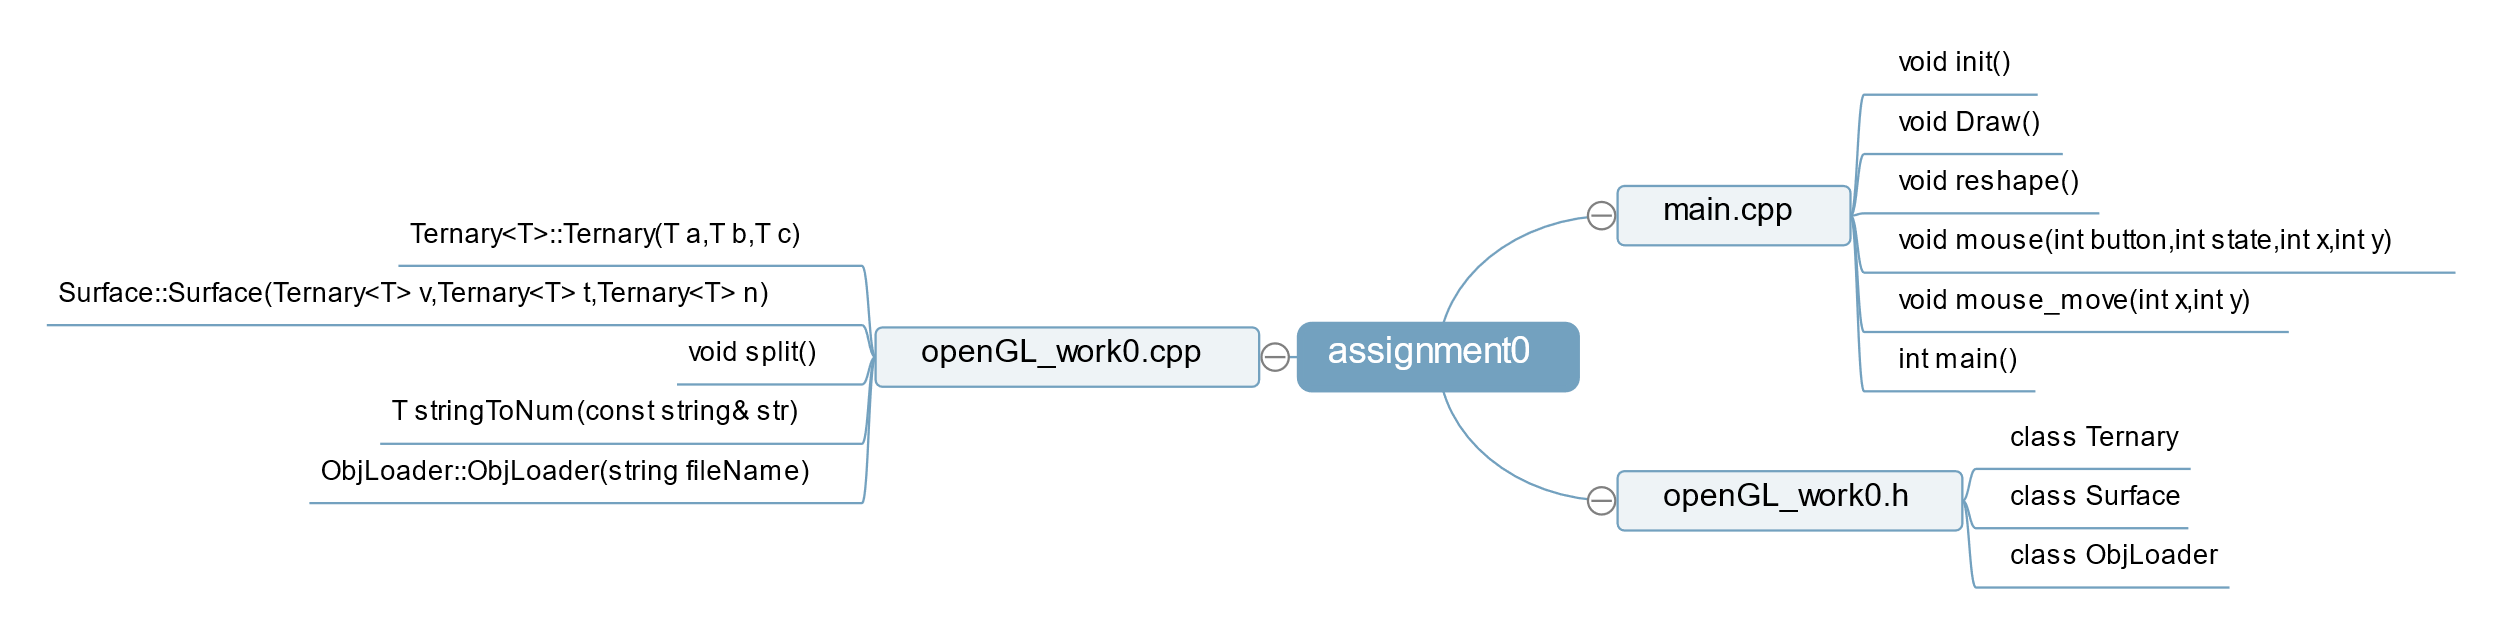 assignment0
main.cpp
void init()
void Draw()
void reshape()
void mouse(int button,int state,int x,int y)
void mouse_move(int x,int y)
int main()
openGL_work0.h
class Ternary
class Surface
class ObjLoader
openGL_work0.cpp
Ternary<T>::Ternary(T a,T b,T c)
Surface::Surface(Ternary<T> v,Ternary<T> t,Ternary<T> n)
void split()
T stringToNum(const string& str)
ObjLoader::ObjLoader(string fileName)